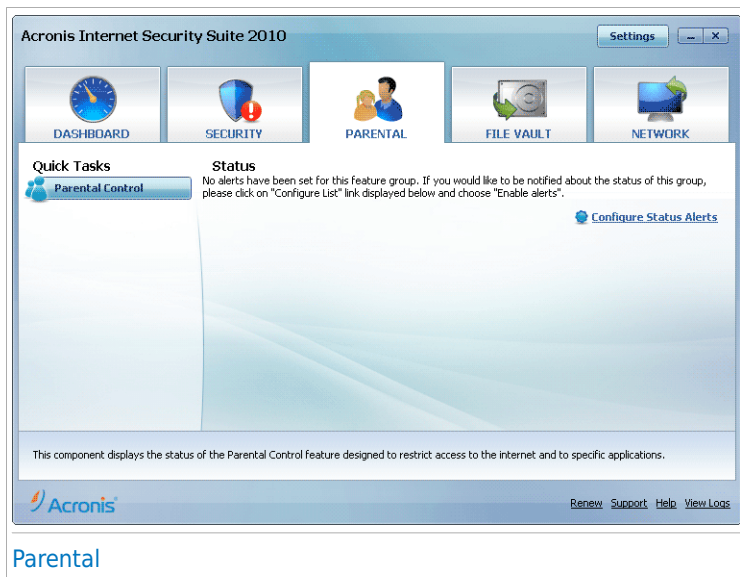 Acronis Internet Security Suite 2010
Settings
DASHBOARD
SECURITY
PARENTAL
FILE VAULT
NETWORK
Quick Tasks
Parental Control
Status
No alerts have been set for this feature group. If you would like to be notified about the status of this group,
please click on "Configure List" link displayed below and choose "Enable alerts".
Configure Status Alerts
This component displays the status of the Parental Control feature designed to restrict access to the internet and to specific applications.
Acronis
Renew Support Help View Logs
Parental